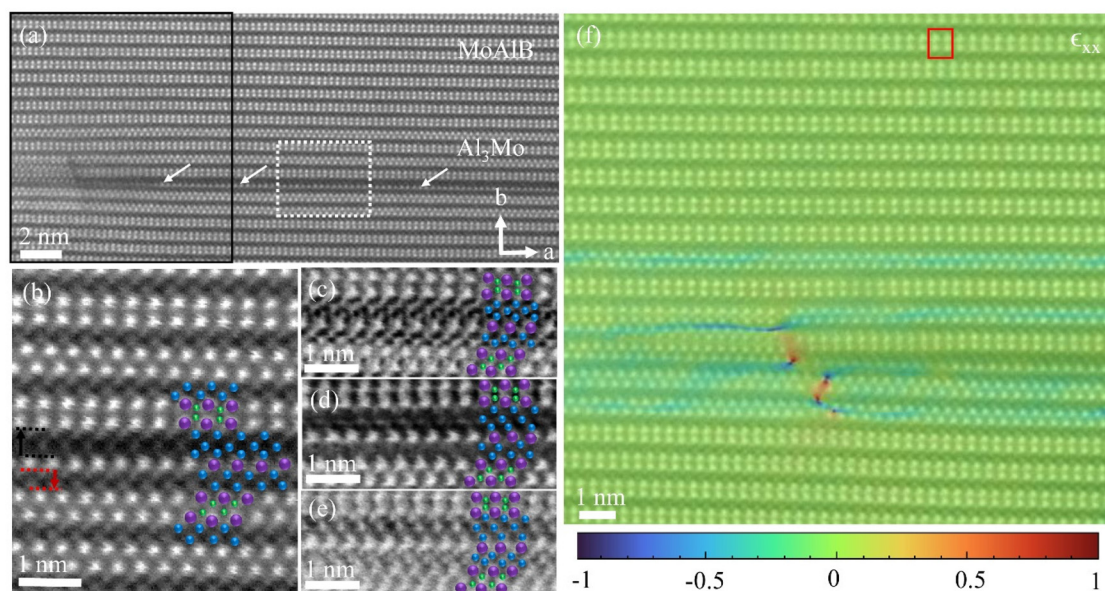 (a)
MoAlB
Al₃Mo
2 nm
b
a
(b)
1 nm
(c)
1 nm
(d)
1 nm
(e)
1 nm
(f)
ϵxx
1 nm
-1 -0.5 0 0.5 1